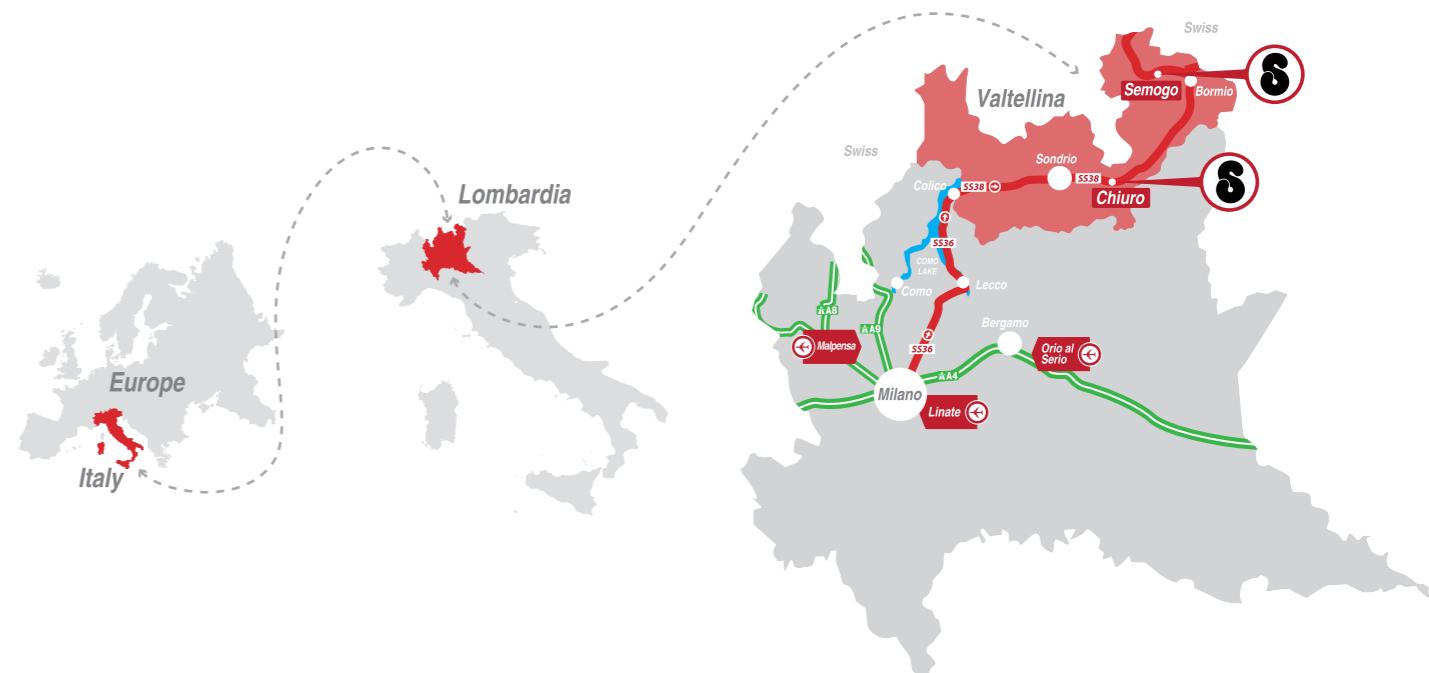 Europe
Italy
Lombardia
Swiss
Valtellina
Semogo
Bormio
S
Swiss
Sondrio
Colico
SS38
SS38
Chiuro
S
SS36
COMO
LAKE
Como
Lecco
A8
A9
Bergamo
Malpensa
SS36
Orio al
Serio
A4
Milano
Linate